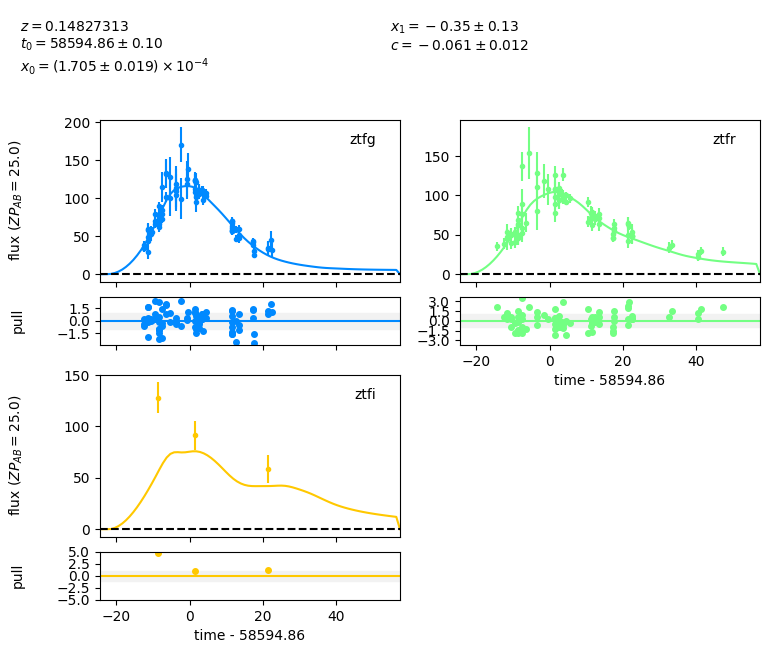 z = 0.14827313
t₀ = 58594.86 ± 0.10
x₀ = (1.705 ± 0.019) × 10⁻⁴
x₁ = −0.35 ± 0.13
c = −0.061 ± 0.012
ztfg
flux (ZP_AB = 25.0)
200
150
100
50
0
pull
1.5
0.0
−1.5
ztfr
150
100
50
0
3.0
1.5
0.0
−1.5
−3.0
−20 0 20 40
time - 58594.86
ztfi
flux (ZP_AB = 25.0)
150
100
50
0
pull
5.0
2.5
0.0
−2.5
−5.0
−20 0 20 40
time - 58594.86